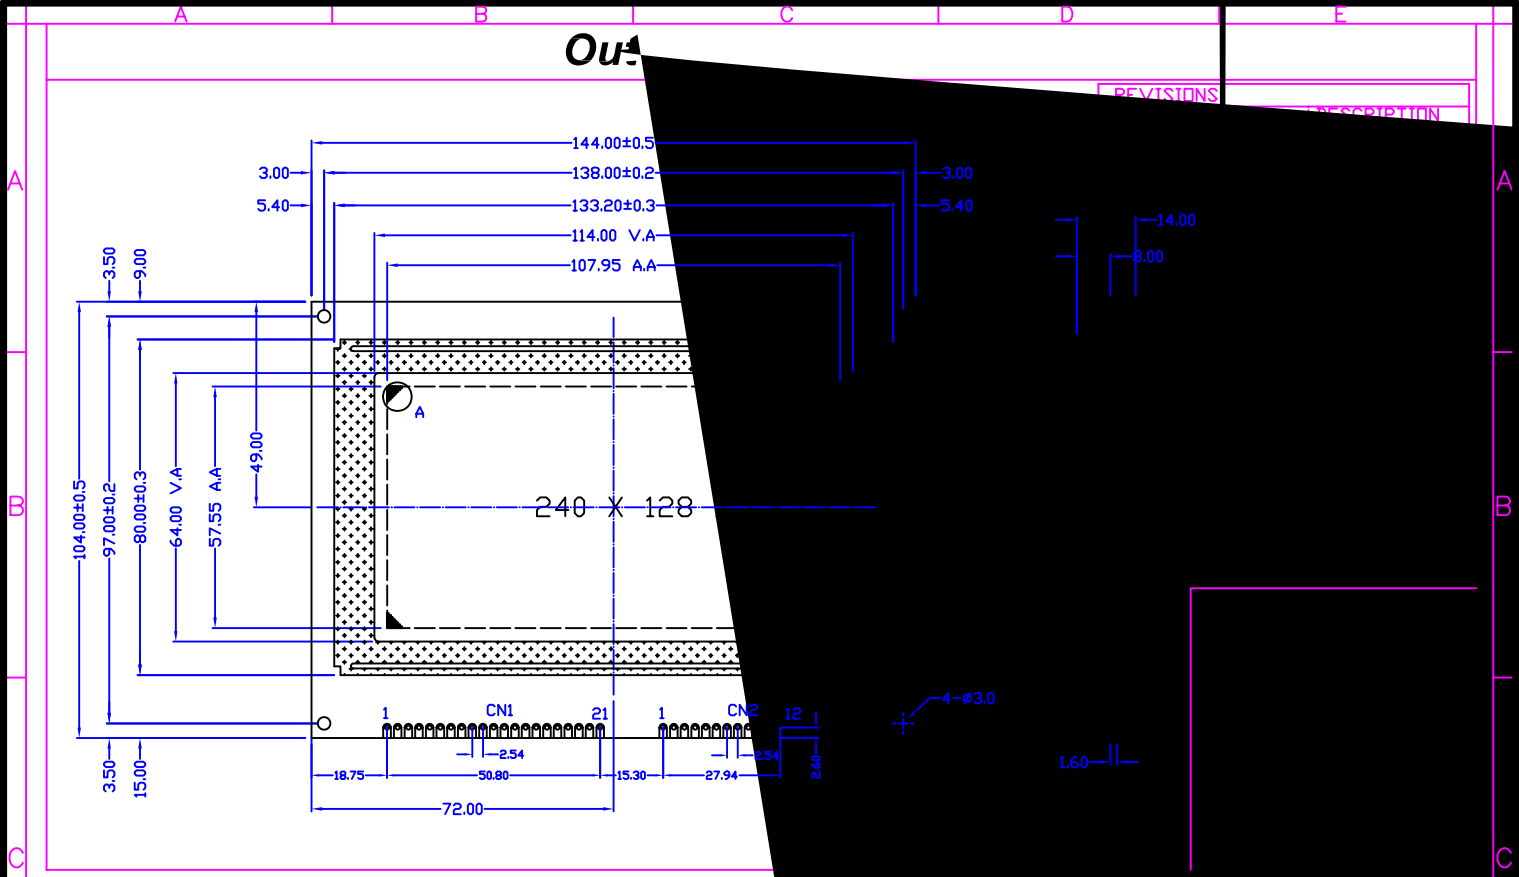 A B C D E
Out
REVISIONS
DESCRIPTION
144.00±0.5
3.00 138.00±0.2 3.00
5.40 133.20±0.3 5.40
14.00
114.00 V.A
8.00
107.95 A.A
3.50
9.00
A
A
A
49.00
104.00±0.5
97.00±0.2
80.00±0.3
64.00 V.A
57.55 A.A
240 X 128
B
B
4-Ø3.0
1 CN1 21 1 CN2 12
2.54 2.54
2.60
1.60
3.50
15.00
18.75 50.80 15.30 27.94
72.00
C
C